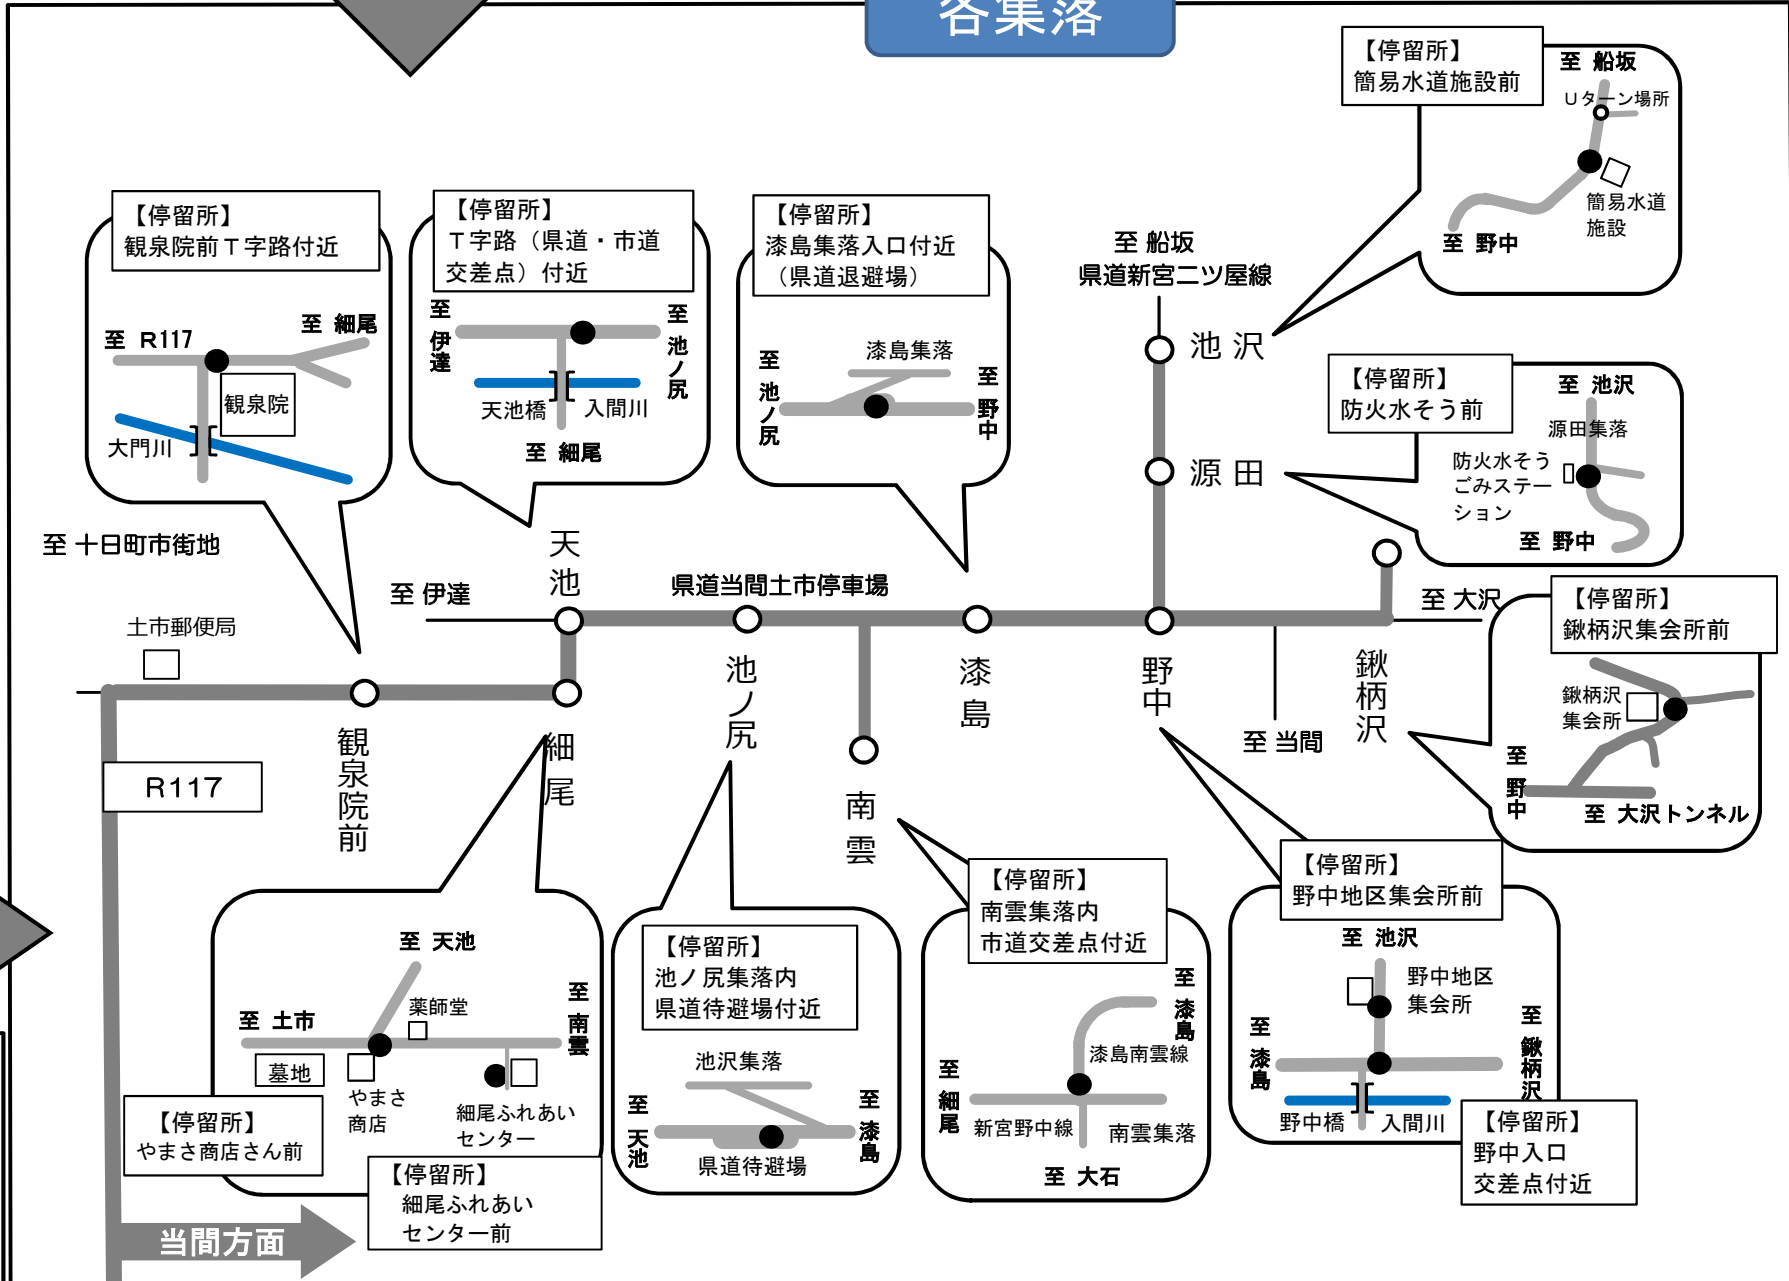 各集落
【停留所】
簡易水道施設前
至 船坂
Uターン場所
簡易水道
施設
至 野中
【停留所】
観泉院前T字路付近
至 R117
至 細尾
観泉院
大門川
【停留所】
T字路（県道・市道
交差点）付近
至 伊達
至 池ノ尻
天池橋
入間川
至 細尾
【停留所】
漆島集落入口付近
（県道退避場）
漆島集落
至 池ノ尻
至 野中
至 船坂
県道新宮二ツ屋線
池沢
源田
【停留所】
防火水そう前
至 池沢
源田集落
防火水そう
ごみステー
ション
至 野中
至 十日町市街地
土市郵便局
R117
至 伊達
天池
県道当間土市停車場
至 大沢
至 当間
観泉院前
細尾
池ノ尻
南雲
漆島
野中
鍬柄沢
【停留所】
鍬柄沢集会所前
鍬柄沢
集会所
至 野中
至 大沢トンネル
至 天池
至 土市
薬師堂
至 南雲
墓地
やまさ
商店
細尾ふれあい
センター
【停留所】
やまさ商店さん前
【停留所】
細尾ふれあい
センター前
【停留所】
池ノ尻集落内
県道待避場付近
池沢集落
至 天池
至 漆島
県道待避場
【停留所】
南雲集落内
市道交差点付近
至 漆島
漆島南雲線
至 細尾
新宮野中線
南雲集落
至 大石
【停留所】
野中地区集会所前
至 池沢
野中地区
集会所
至 漆島
至 鍬柄沢
野中橋
入間川
【停留所】
野中入口
交差点付近
当間方面